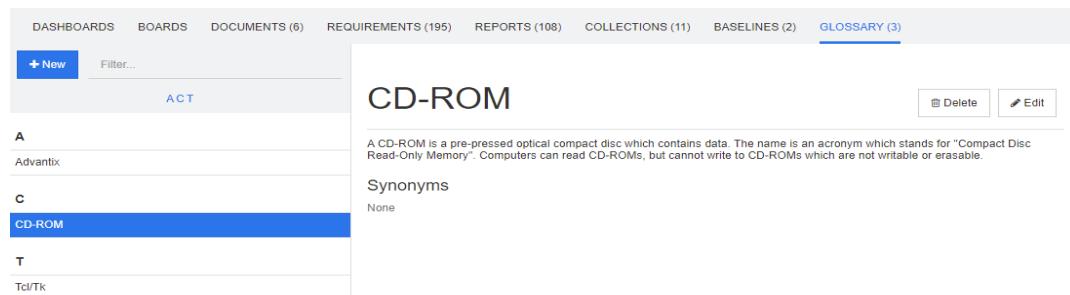 DASHBOARDS BOARDS DOCUMENTS (6) REQUIREMENTS (195) REPORTS (108) COLLECTIONS (11) BASELINES (2) GLOSSARY (3)
+ New Filter...
A C T
A
Advantix
C
CD-ROM
T
Tcl/Tk
CD-ROM
Delete Edit
A CD-ROM is a pre-pressed optical compact disc which contains data. The name is an acronym which stands for "Compact Disc
Read-Only Memory". Computers can read CD-ROMs, but cannot write to CD-ROMs which are not writable or erasable.
Synonyms
None